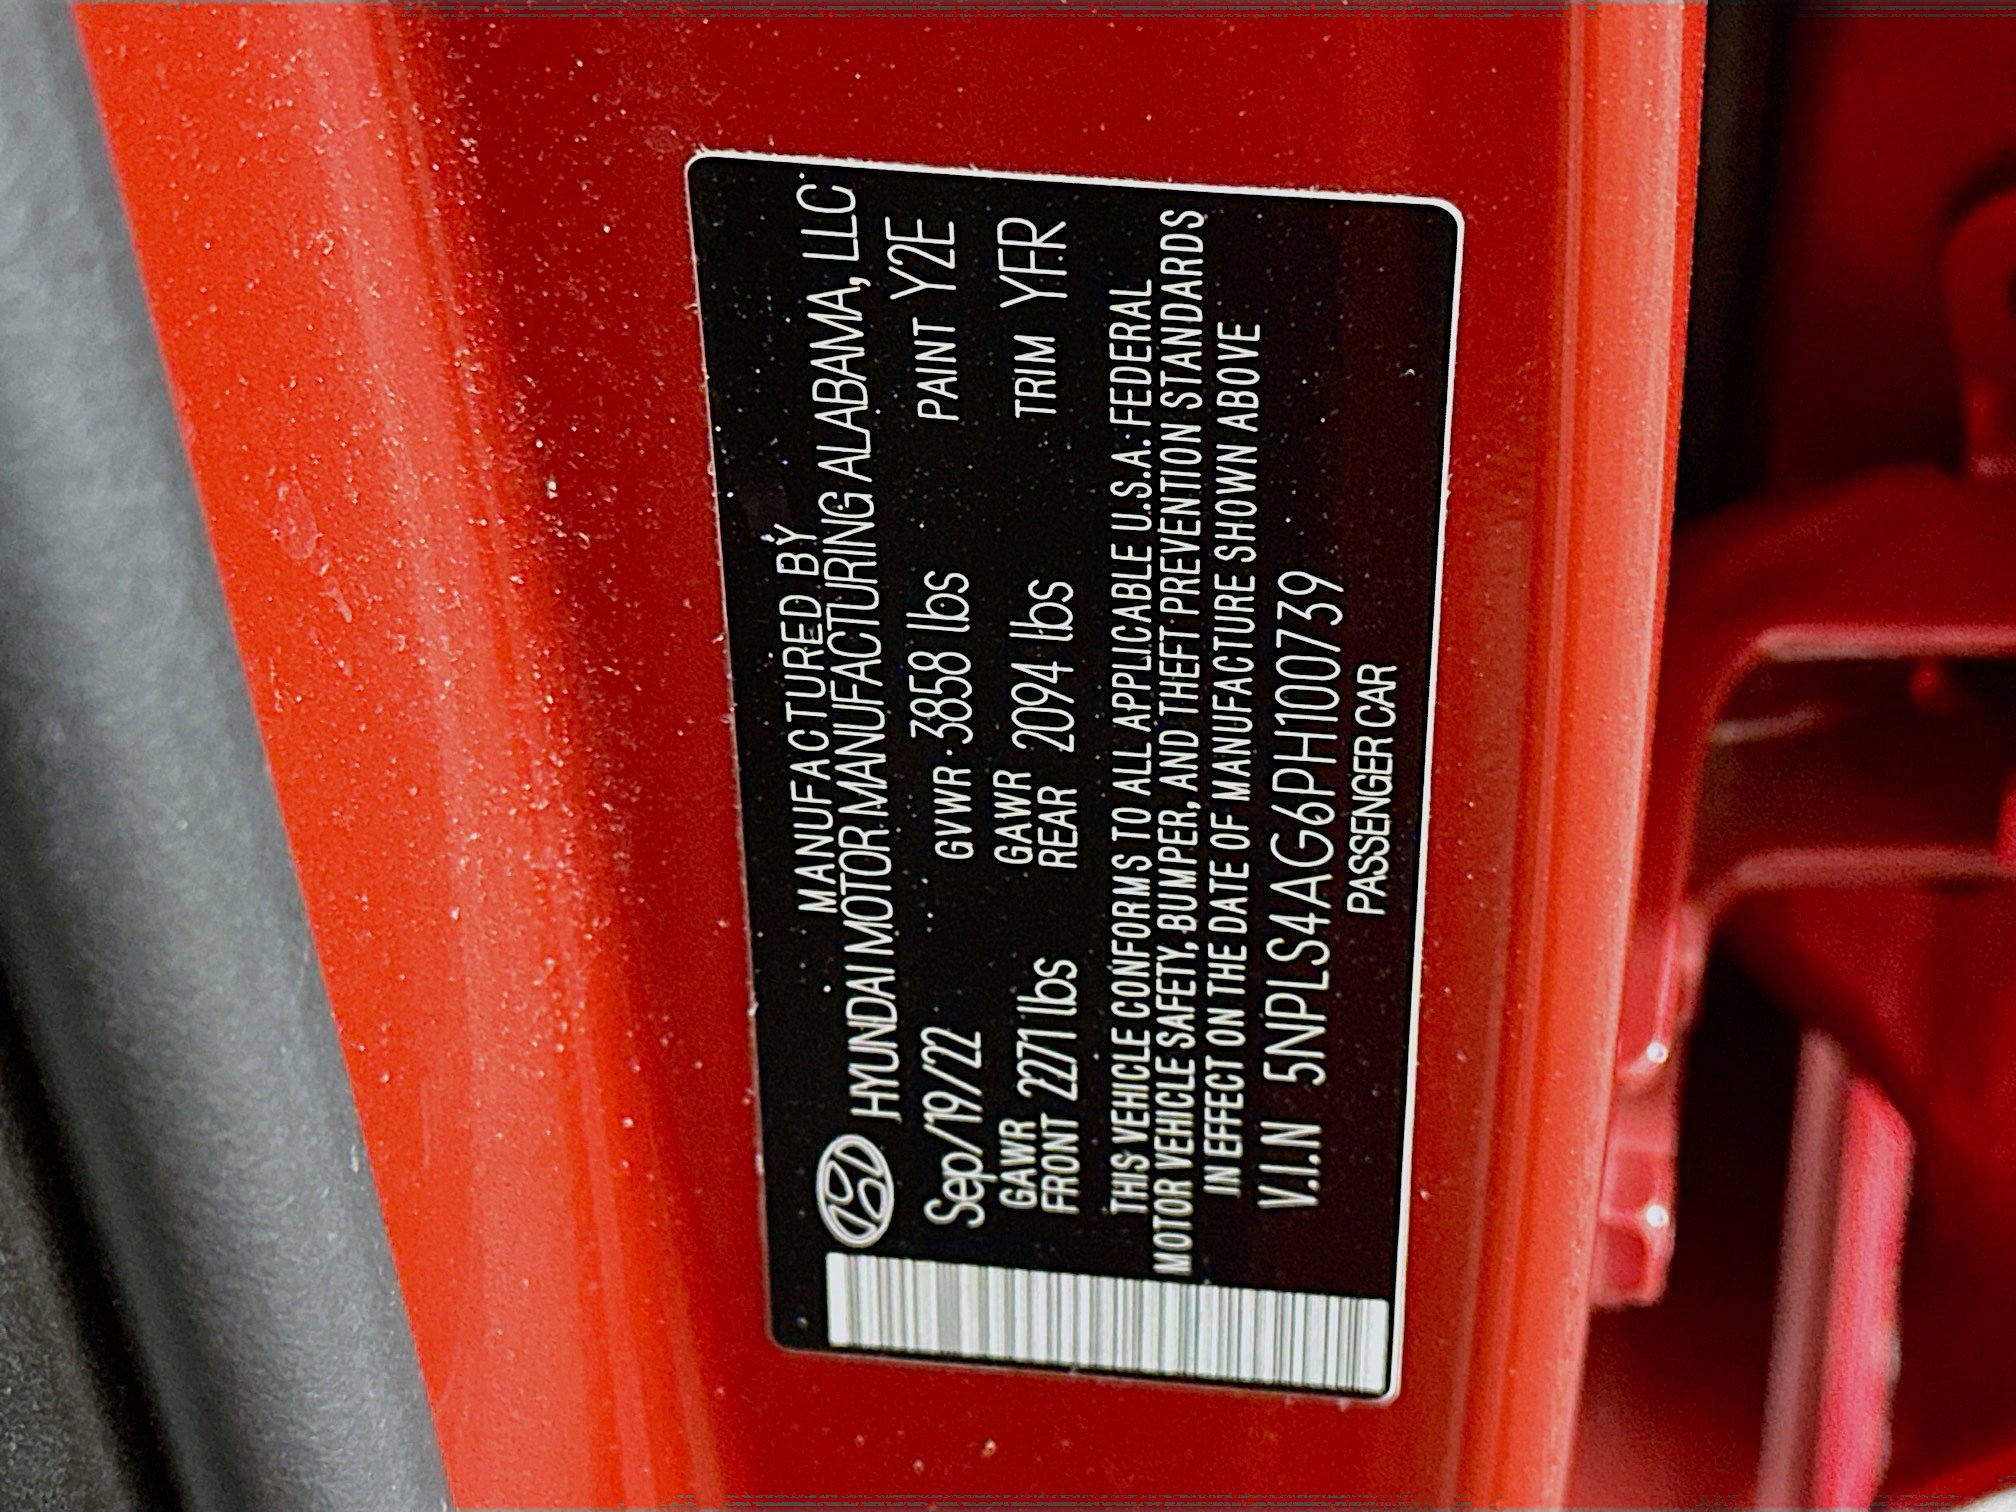 MANUFACTURED BY
HYUNDAI MOTOR MANUFACTURING ALABAMA, LLC
Sep/19/22 GVWR 3858 lbs PAINT Y2E
GAWR FRONT 2271 lbs GAWR REAR 2094 lbs TRIM YFR
THIS VEHICLE CONFORMS TO ALL APPLICABLE U.S.A. FEDERAL
MOTOR VEHICLE SAFETY, BUMPER, AND THEFT PREVENTION STANDARDS
IN EFFECT ON THE DATE OF MANUFACTURE SHOWN ABOVE
V.I.N 5NPLS4AG6PH100739
PASSENGER CAR